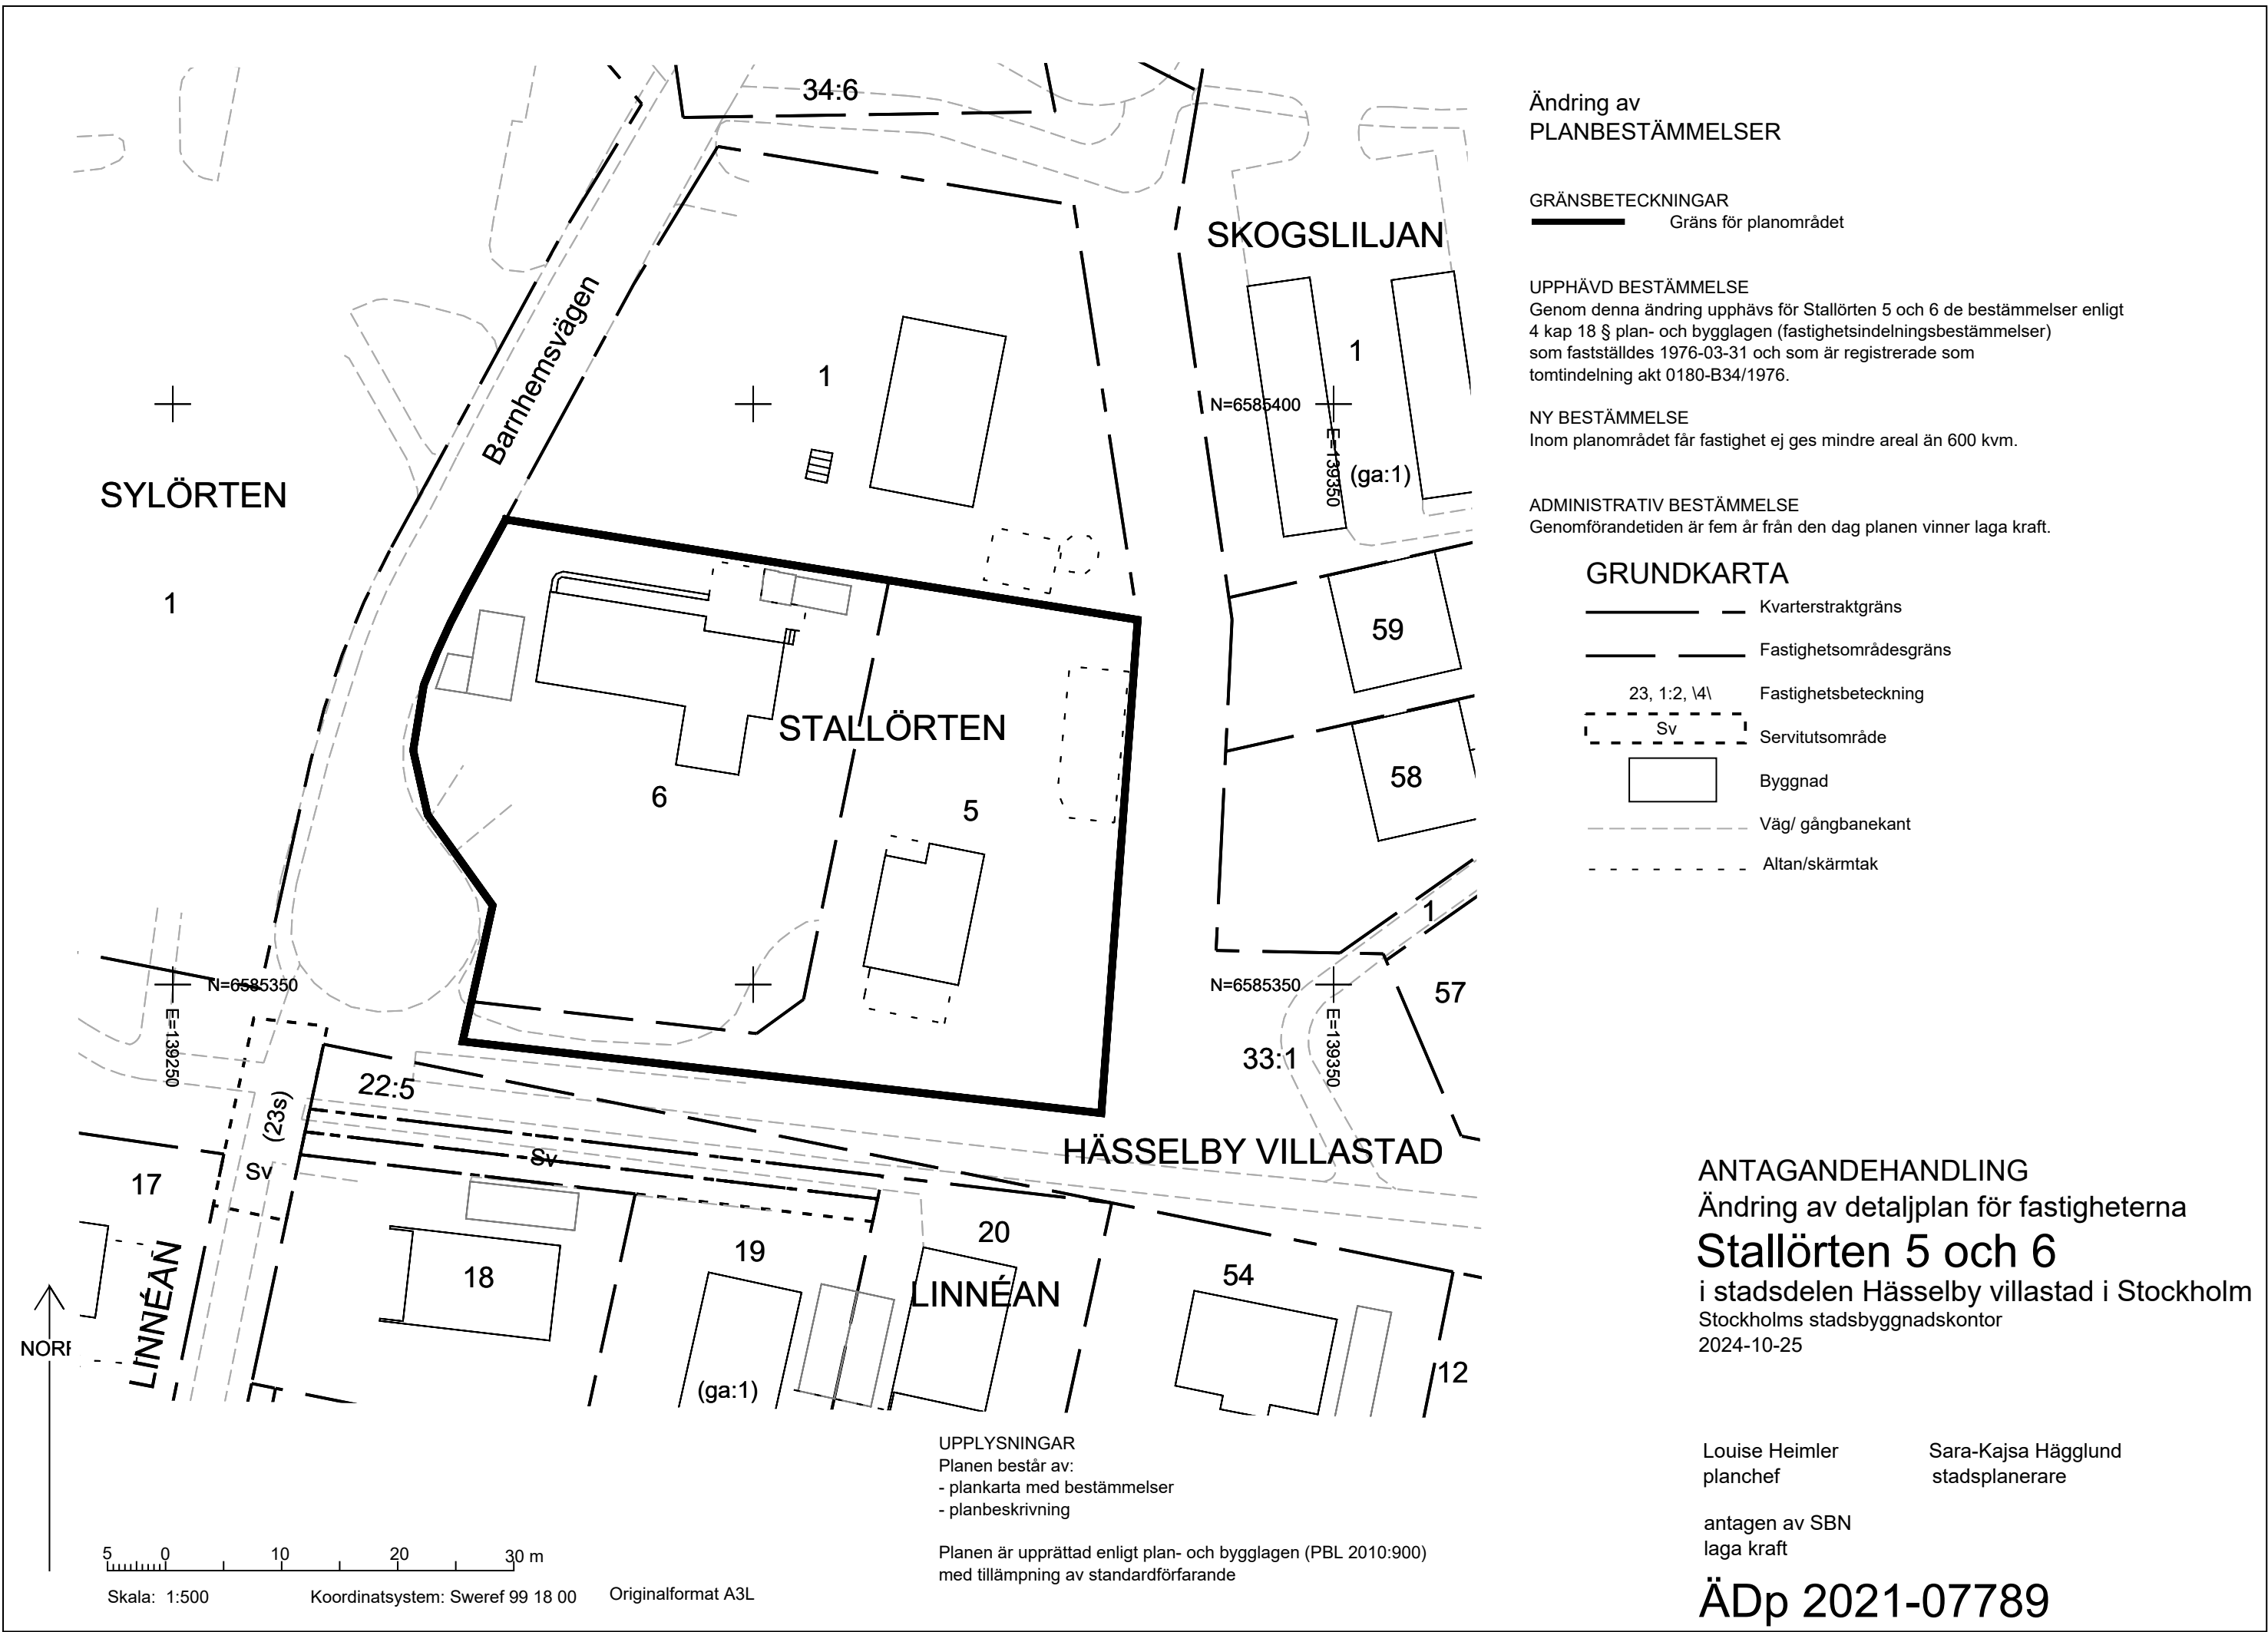 34:6
Barnhemsvägen
SKOGSLILJAN
1
1
N=6585400
E=139350
(ga:1)
SYLÖRTEN
1
59
STALLÖRTEN
58
6
5
1
N=6585350
E=139250
N=6585350
E=139350
57
33:1
22:5
(23s)
Sv
Sv
HÄSSELBY VILLASTAD
17
18
19
20
54
12
LINNÉAN
LINNÉAN
(ga:1)
Ändring av
PLANBESTÄMMELSER
GRÄNSBETECKNINGAR
Gräns för planområdet
UPPHÄVD BESTÄMMELSE
Genom denna ändring upphävs för Stallörten 5 och 6 de bestämmelser enligt
4 kap 18 § plan- och bygglagen (fastighetsindelningsbestämmelser)
som fastställdes 1976-03-31 och som är registrerade som
tomtindelning akt 0180-B34/1976.
NY BESTÄMMELSE
Inom planområdet får fastighet ej ges mindre areal än 600 kvm.
ADMINISTRATIV BESTÄMMELSE
Genomförandetiden är fem år från den dag planen vinner laga kraft.
GRUNDKARTA
Kvarterstraktgräns
Fastighetsområdesgräns
23, 1:2, \4\ Fastighetsbeteckning
Sv Servitutsområde
Byggnad
Väg/ gångbanekant
Altan/skärmtak
ANTAGANDEHANDLING
Ändring av detaljplan för fastigheterna
Stallörten 5 och 6
i stadsdelen Hässelby villastad i Stockholm
Stockholms stadsbyggnadskontor
2024-10-25
Louise Heimler Sara-Kajsa Hägglund
planchef stadsplanerare
antagen av SBN
laga kraft
ÄDp 2021-07789
UPPLYSNINGAR
Planen består av:
- plankarta med bestämmelser
- planbeskrivning
Planen är upprättad enligt plan- och bygglagen (PBL 2010:900)
med tillämpning av standardförfarande
NORR
5 0 10 20 30 m
Skala: 1:500 Koordinatsystem: Sweref 99 18 00 Originalformat A3L